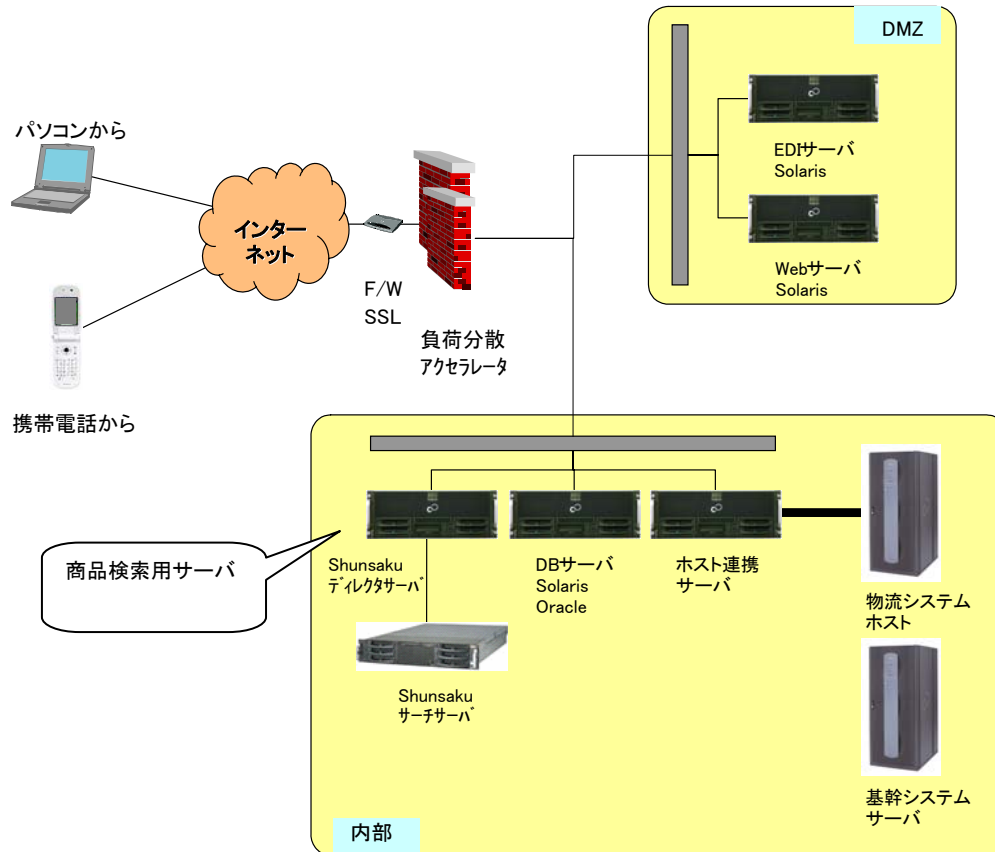 DMZ
パソコンから
EDIサーバ
Solaris
インター
ネット
Webサーバ
Solaris
F/W
SSL
負荷分散
アクセラレータ
携帯電話から
商品検索用サーバ
Shunsaku
ディレクタサーバ
DBサーバ
Solaris
Oracle
ホスト連携
サーバ
物流システム
ホスト
Shunsaku
サーチサーバ
基幹システム
サーバ
内部